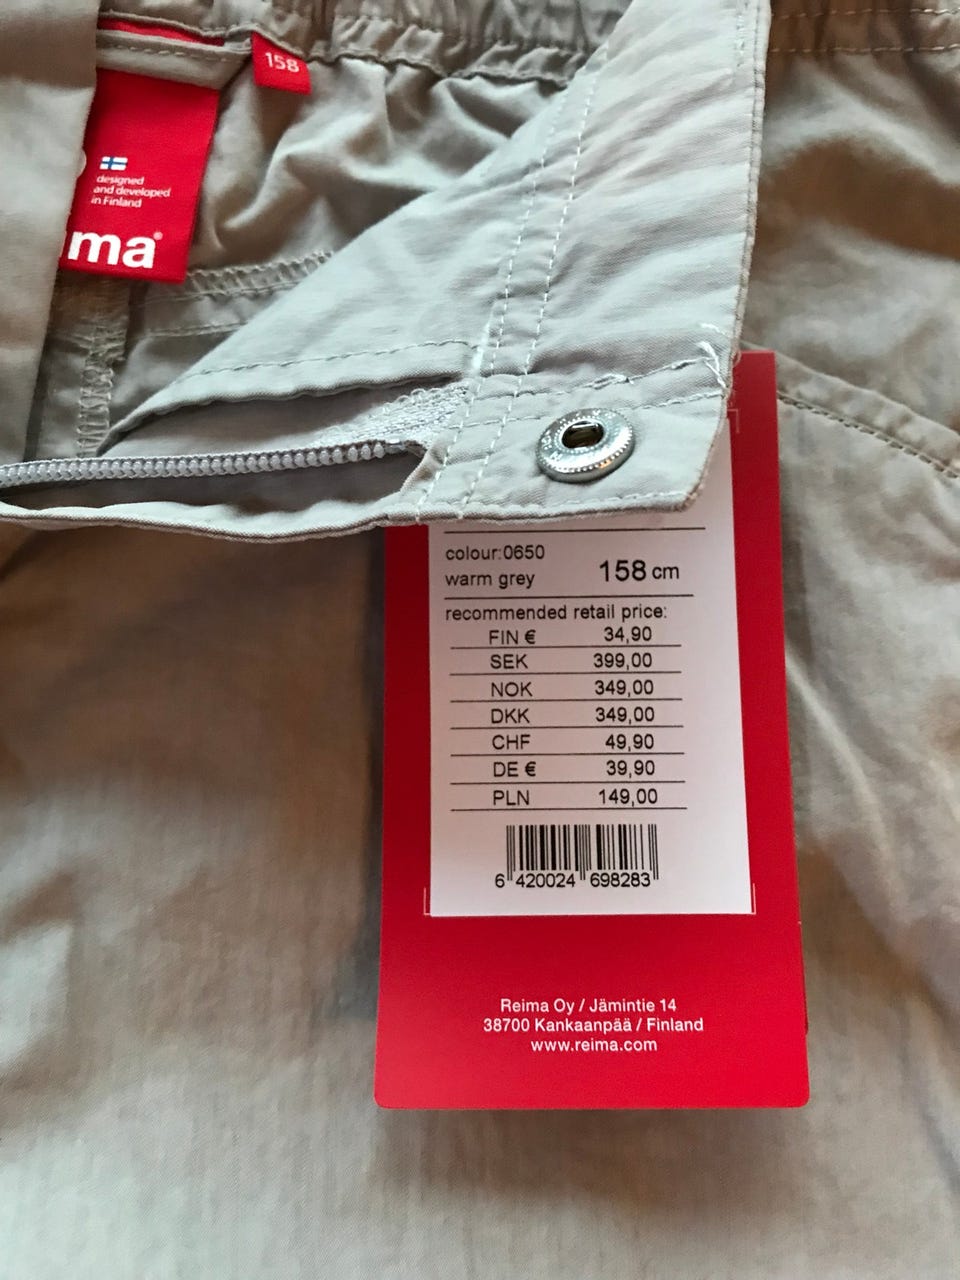 158
designed
and developed
in Finland
ma®
colour:0650
warm grey 158 cm
recommended retail price:
FIN € 34,90
SEK 399,00
NOK 349,00
DKK 349,00
CHF 49,90
DE € 39,90
PLN 149,00
6 420024 698283
Reima Oy / Jämintie 14
38700 Kankaanpää / Finland
www.reima.com